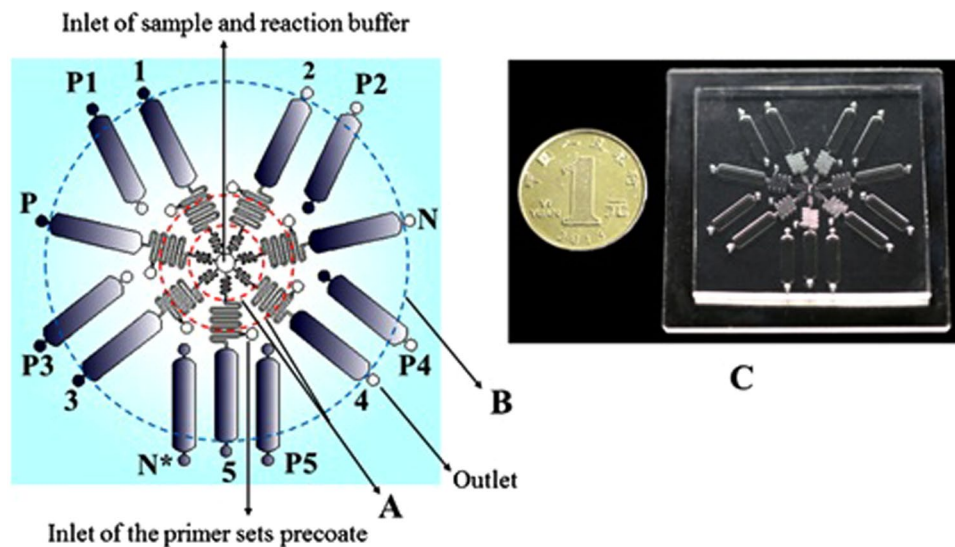 Inlet of sample and reaction buffer
P1
1
2
P2
P
N
P3
3
P4
4
B
N*
5
P5
A
Outlet
Inlet of the primer sets precoate
1
C